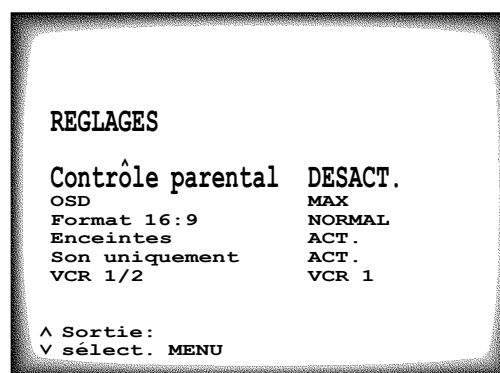 REGLAGES
Contrôle parental DESACT.
OSD MAX
Format 16:9 NORMAL
Enceintes ACT.
Son uniquement ACT.
VCR 1/2 VCR 1
∧ Sortie:
∨ sélect. MENU